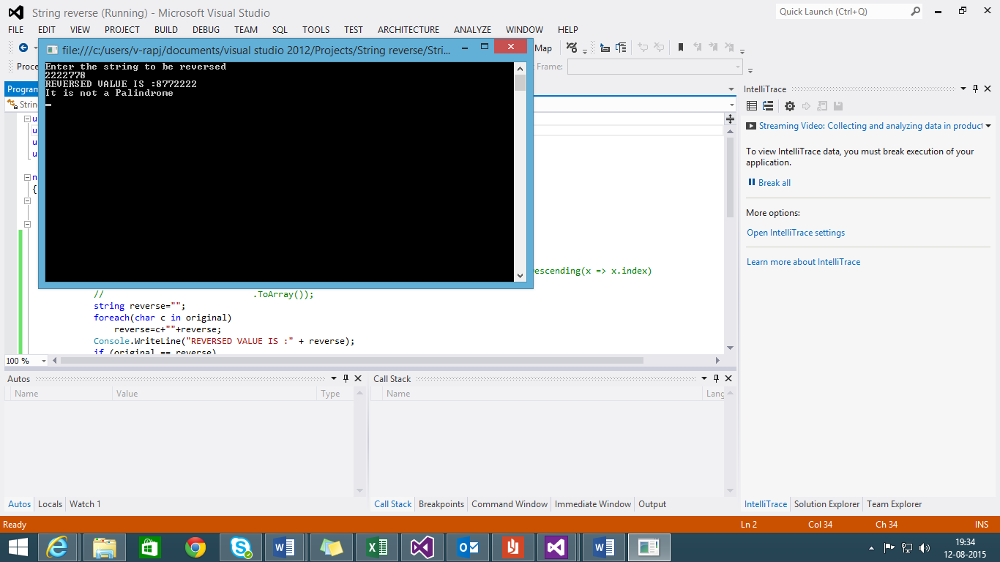 String reverse (Running) - Microsoft Visual Studio
Quick Launch (Ctrl+Q)
FILE EDIT VIEW PROJECT BUILD DEBUG TEAM SQL TOOLS TEST ARCHITECTURE ANALYZE WINDOW HELP
file:///c:/users/v-rapj/documents/visual studio 2012/Projects/String reverse/Stri...
Map
Proce
Frame:
Enter the string to be reversed
2222778
REVERSED VALUE IS :8772222
It is not a Palindrome
Program
String
u
u
u
u
n
{
escending(x => x.index)
// .ToArray());
string reverse="";
foreach(char c in original)
reverse=c+""+reverse;
Console.WriteLine("REVERSED VALUE IS :" + reverse);
if (original == reverse)
100 %
IntelliTrace
Streaming Video: Collecting and analyzing data in product
To view IntelliTrace data, you must break execution of your
application.
Break all
More options:
Open IntelliTrace settings
Learn more about IntelliTrace
Autos
Name Value Type
Call Stack
Name Lang
Autos Locals Watch 1
Call Stack Breakpoints Command Window Immediate Window Output
IntelliTrace Solution Explorer Team Explorer
Ready
Ln 2 Col 34 Ch 34 INS
19:34
12-08-2015